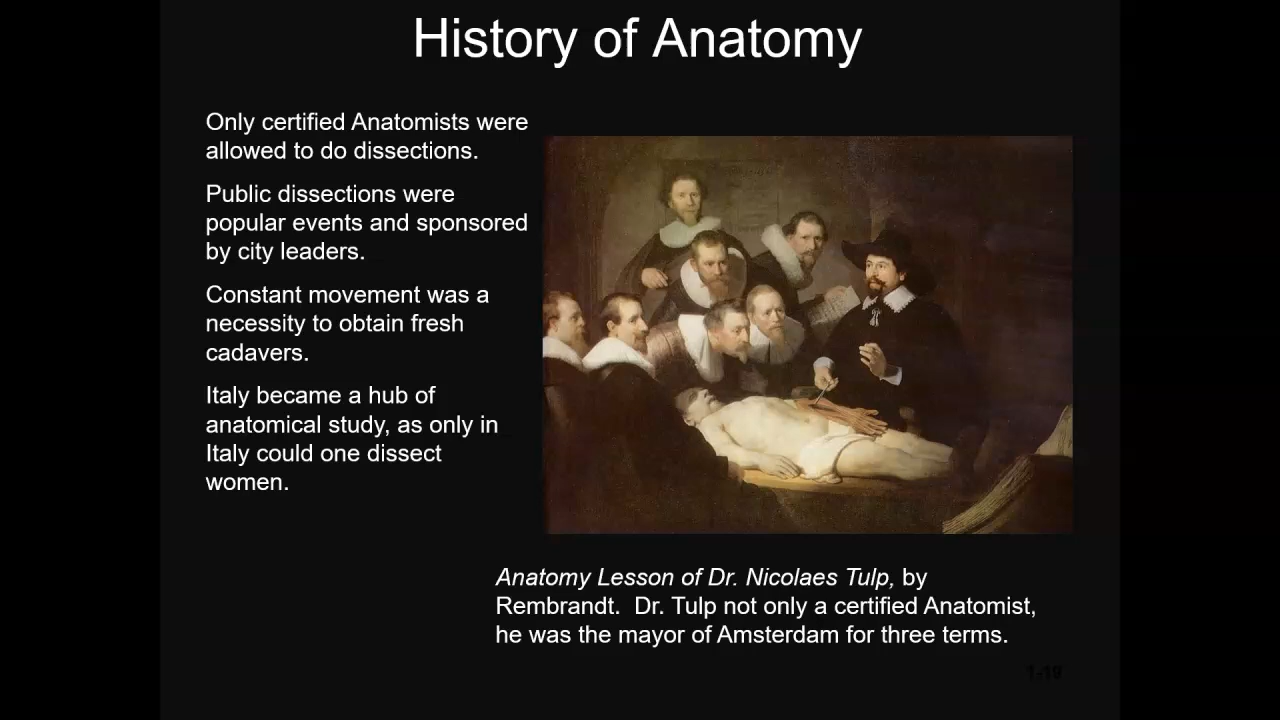 History of Anatomy
Only certified Anatomists were
allowed to do dissections.
Public dissections were
popular events and sponsored
by city leaders.
Constant movement was a
necessity to obtain fresh
cadavers.
Italy became a hub of
anatomical study, as only in
Italy could one dissect
women.
Anatomy Lesson of Dr. Nicolaes Tulp, by
Rembrandt.  Dr. Tulp not only a certified Anatomist,
he was the mayor of Amsterdam for three terms.
1-19